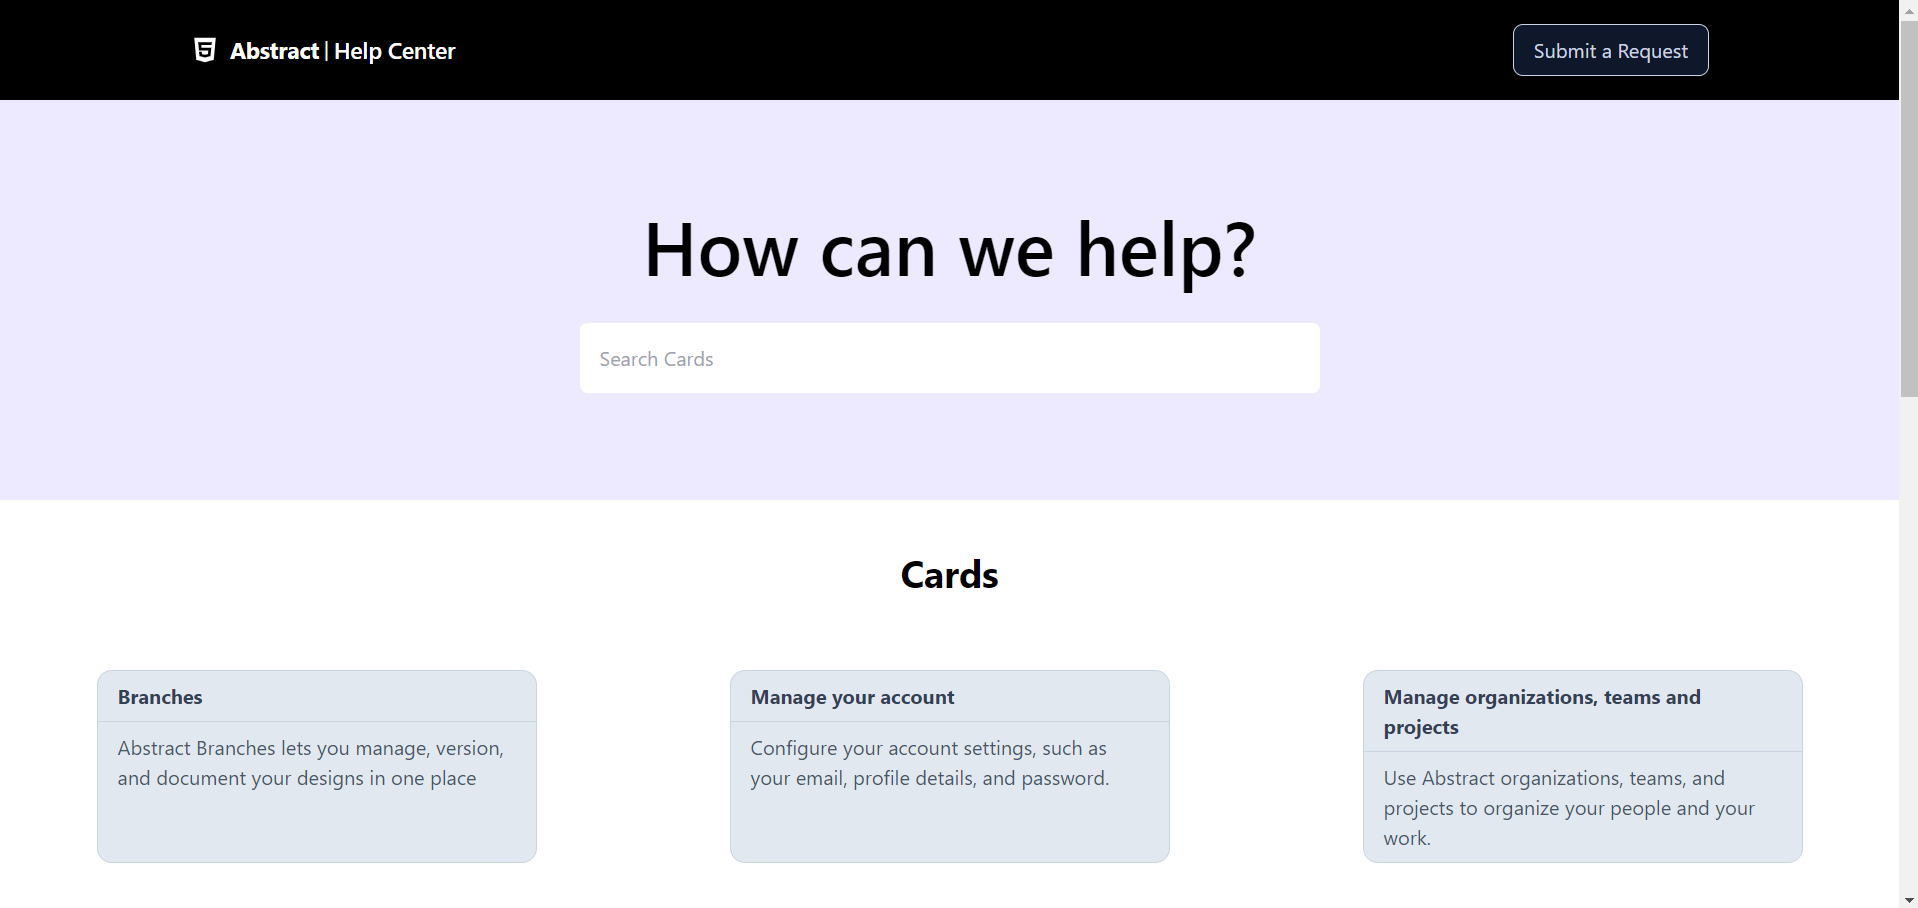 Abstract | Help Center
Submit a Request
How can we help?
Search Cards
Cards
Branches
Abstract Branches lets you manage, version,
and document your designs in one place
Manage your account
Configure your account settings, such as
your email, profile details, and password.
Manage organizations, teams and
projects
Use Abstract organizations, teams, and
projects to organize your people and your
work.